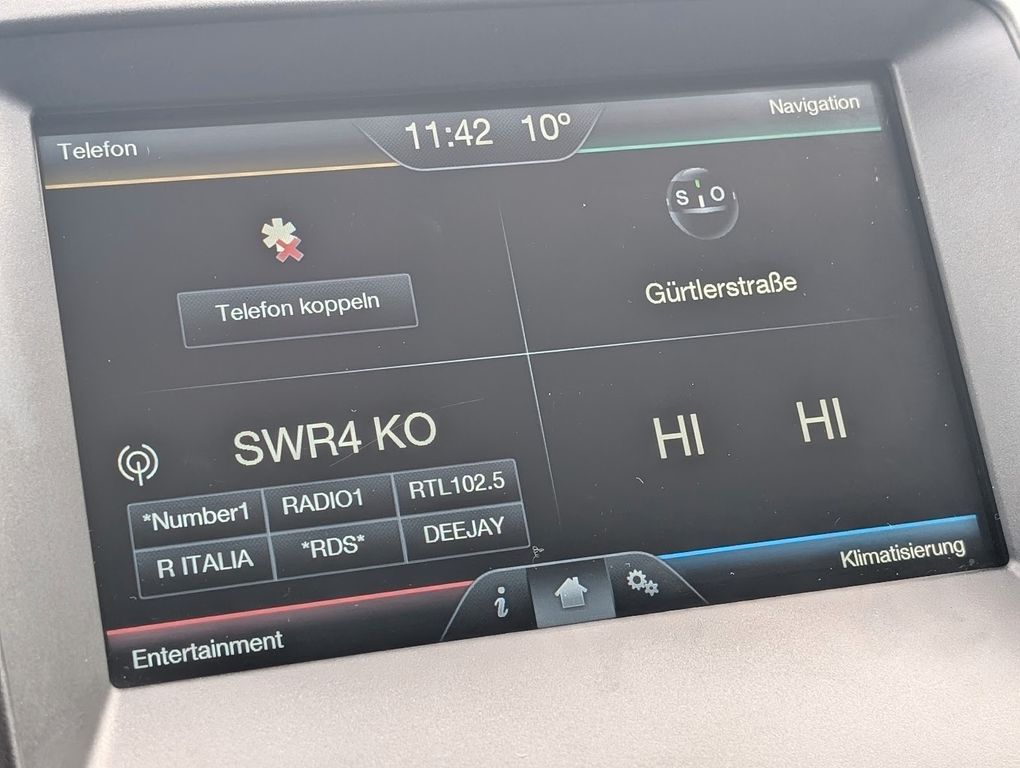 Telefon
11:42 10°
Navigation
Telefon koppeln
S O
Gürtlerstraße
SWR4 KO
HI HI
*Number1 RADIO1 RTL102.5
R ITALIA *RDS* DEEJAY
Entertainment
i
Klimatisierung